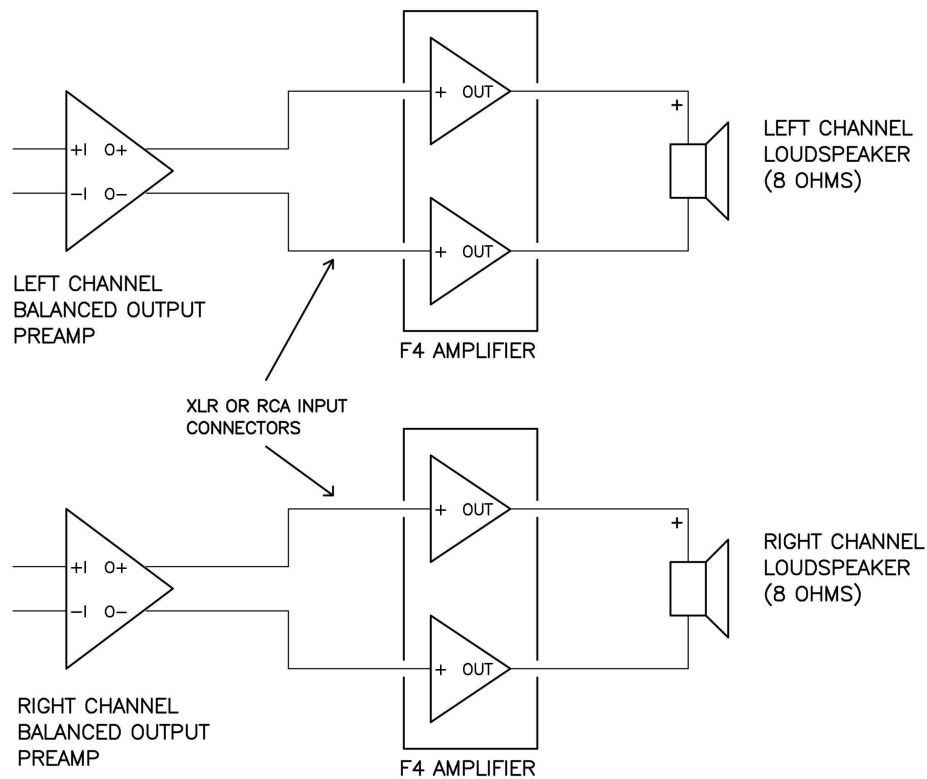 + OUT
+
LEFT CHANNEL
LOUDSPEAKER
(8 OHMS)
+I O+
-I O-
+ OUT
LEFT CHANNEL
BALANCED OUTPUT
PREAMP
F4 AMPLIFIER
XLR OR RCA INPUT
CONNECTORS
+ OUT
+
RIGHT CHANNEL
LOUDSPEAKER
(8 OHMS)
+I O+
-I O-
+ OUT
RIGHT CHANNEL
BALANCED OUTPUT
PREAMP
F4 AMPLIFIER